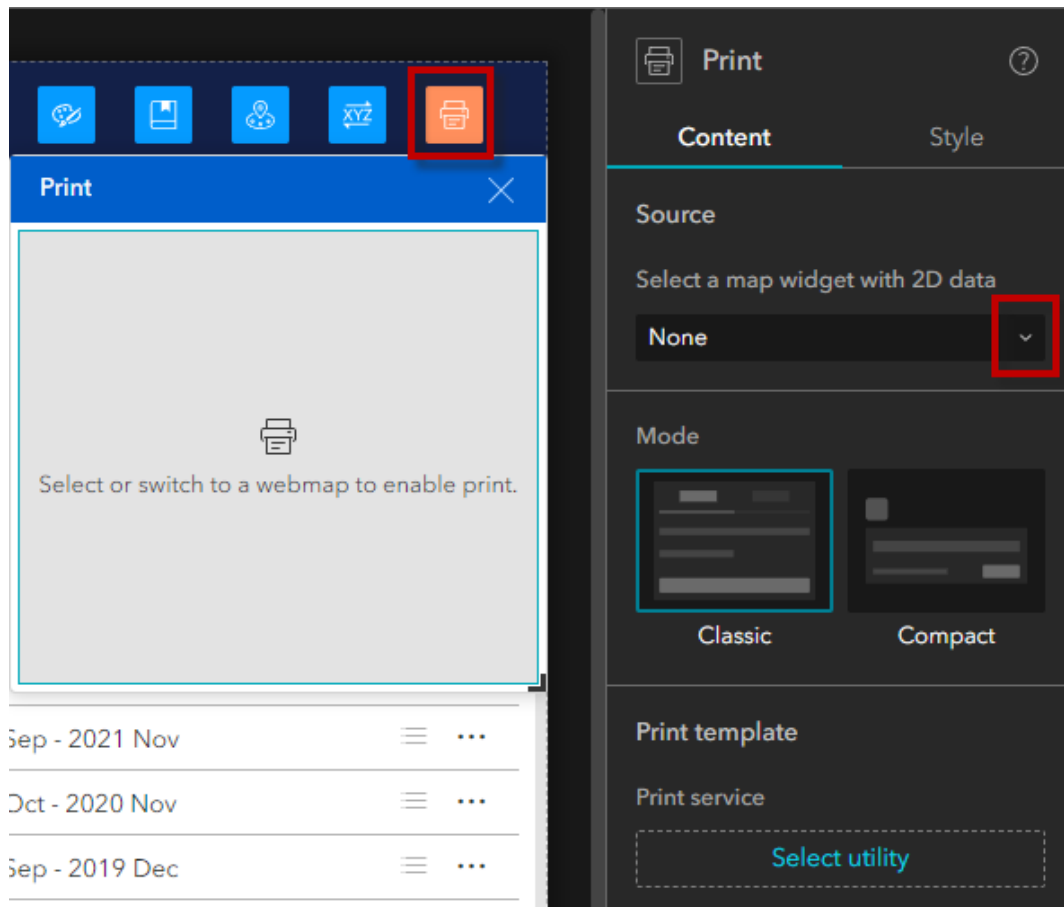 XYZ
Print
Select or switch to a webmap to enable print.
Sep - 2021 Nov
Oct - 2020 Nov
Sep - 2019 Dec
Print
?
Content Style
Source
Select a map widget with 2D data
None
Mode
Classic Compact
Print template
Print service
Select utility